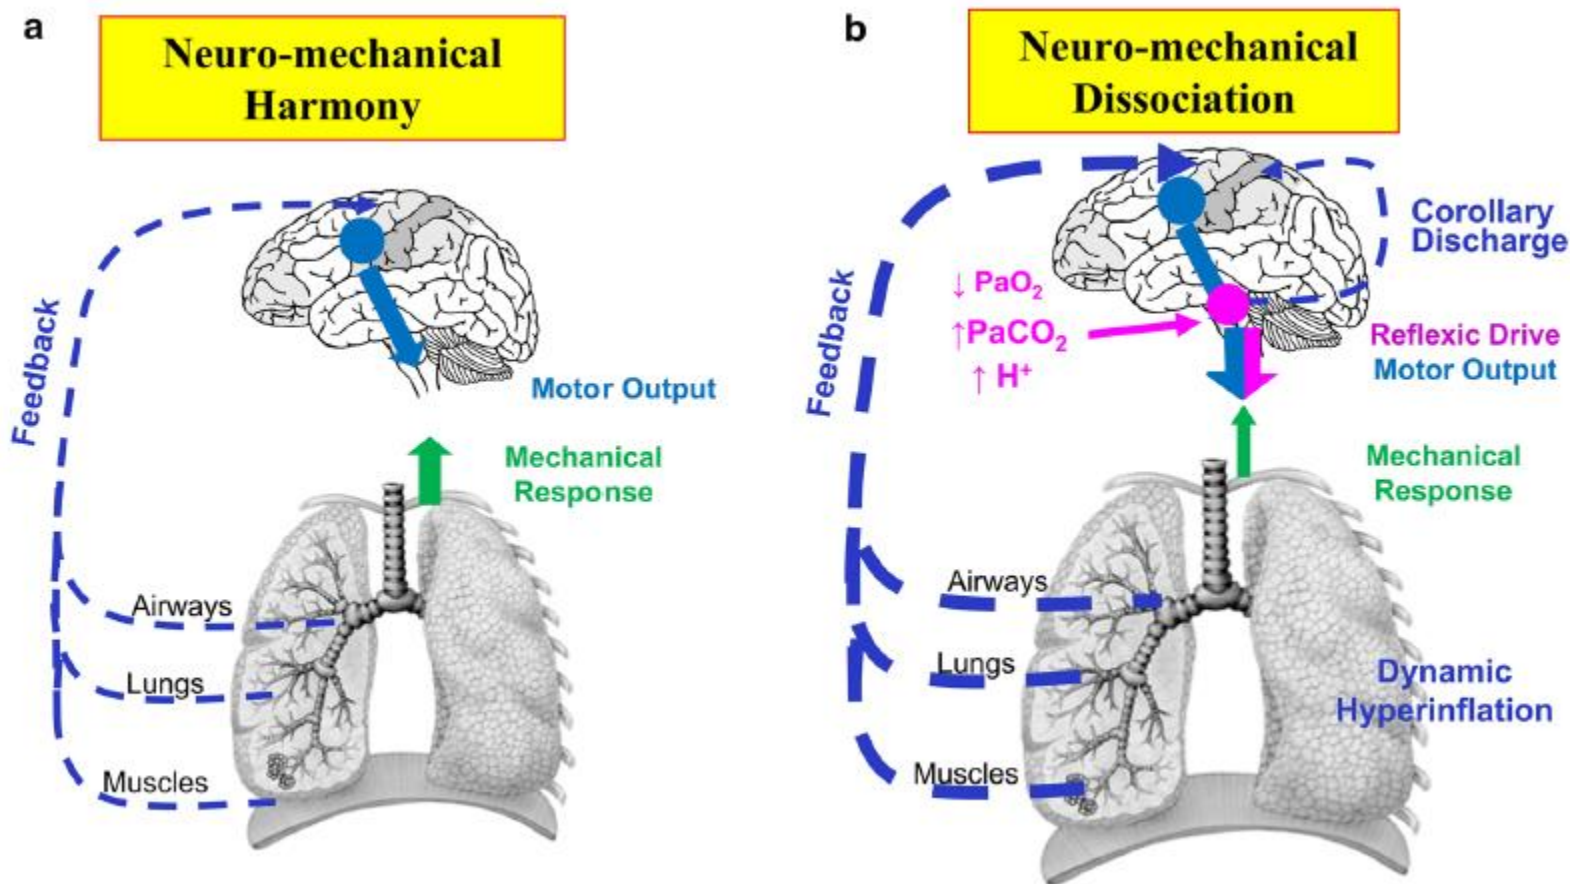 a
Neuro-mechanical
Harmony
Feedback
Motor Output
Mechanical
Response
Airways
Lungs
Muscles
b
Neuro-mechanical
Dissociation
Feedback
Corollary
Discharge
↓ PaO₂
↑PaCO₂
↑ H⁺
Reflexic Drive
Motor Output
Mechanical
Response
Airways
Lungs
Muscles
Dynamic
Hyperinflation